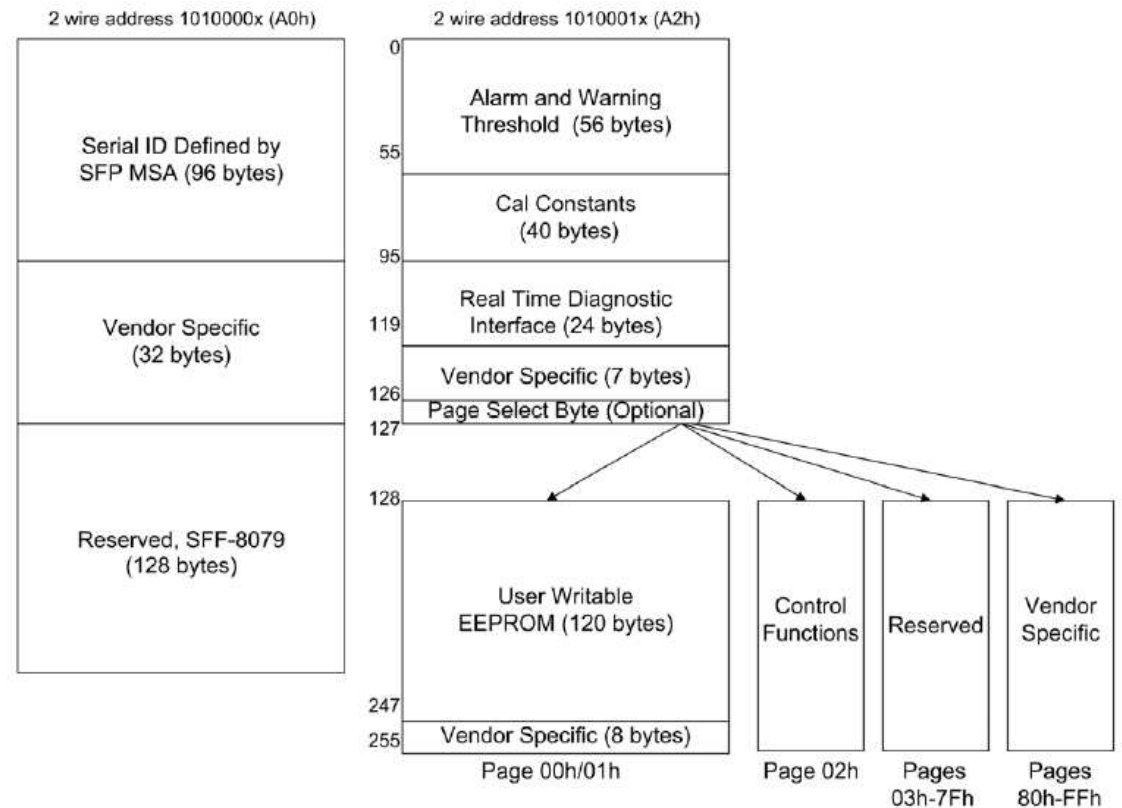 2 wire address 1010000x (A0h)
Serial ID Defined by
SFP MSA (96 bytes)
Vendor Specific
(32 bytes)
Reserved, SFF-8079
(128 bytes)
2 wire address 1010001x (A2h)
0
Alarm and Warning
Threshold (56 bytes)
55
Cal Constants
(40 bytes)
95
Real Time Diagnostic
Interface (24 bytes)
119
Vendor Specific (7 bytes)
126
Page Select Byte (Optional)
127
128
User Writable
EEPROM (120 bytes)
247
Vendor Specific (8 bytes)
255
Page 00h/01h
Control
Functions
Page 02h
Reserved
Pages
03h-7Fh
Vendor
Specific
Pages
80h-FFh